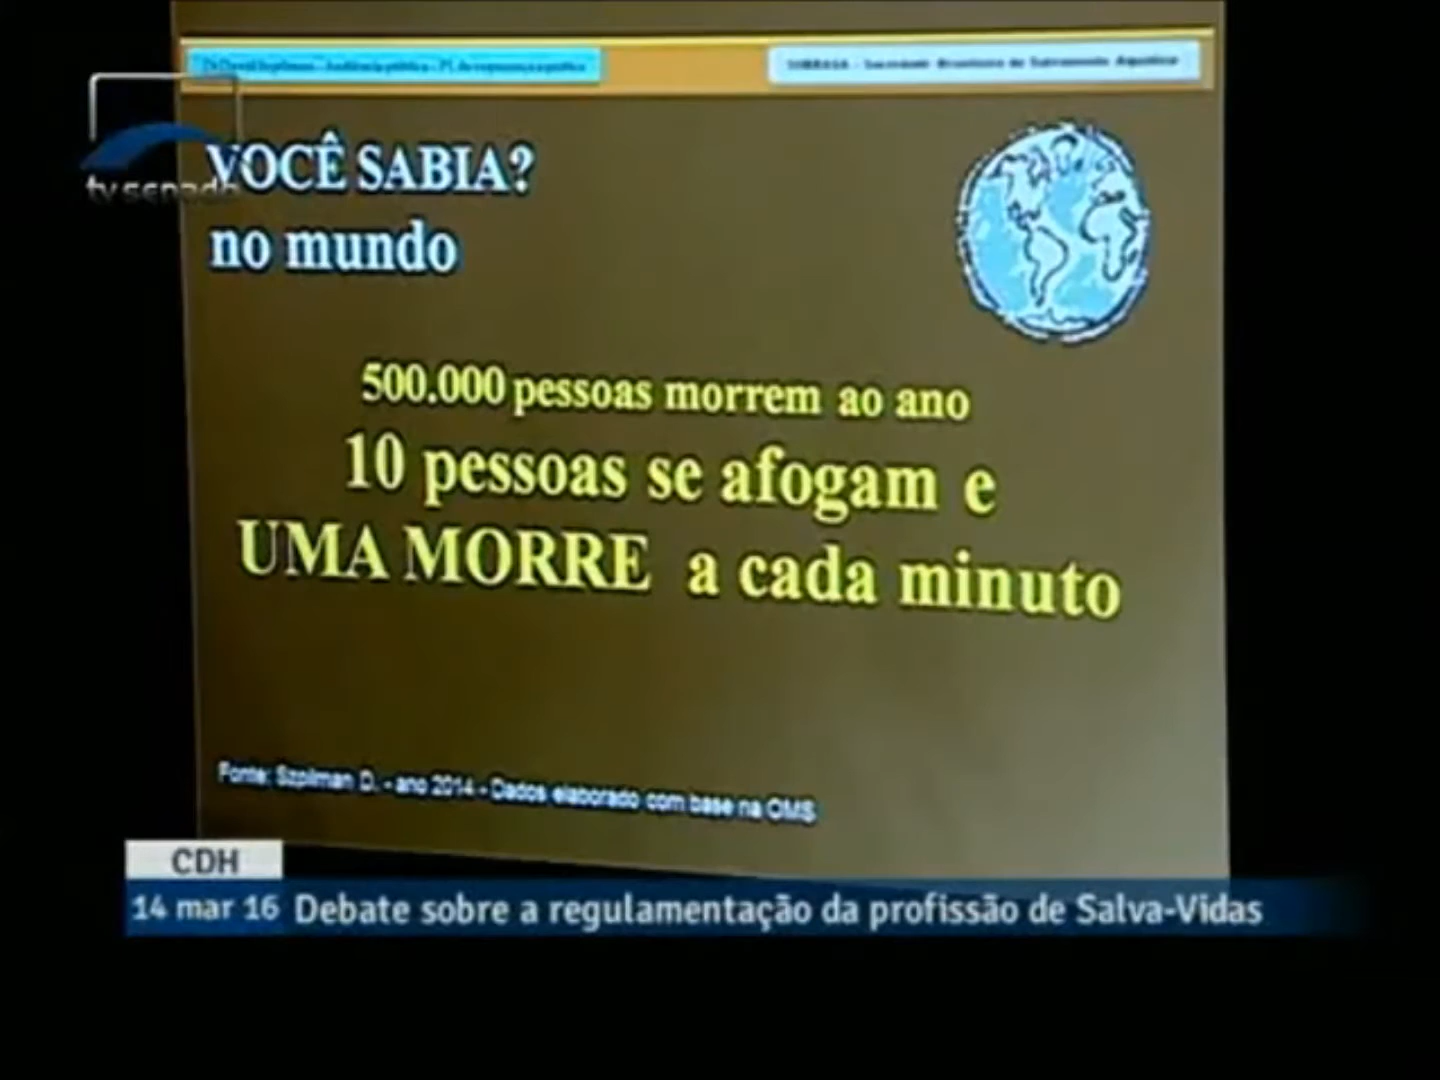 tv senado
VOCÊ SABIA?
no mundo
500.000 pessoas morrem ao ano
10 pessoas se afogam e
UMA MORRE a cada minuto
Fonte: Szpilman D. - ano 2014 - Dados elaborado com base na OMS
CDH
14 mar 16 Debate sobre a regulamentação da profissão de Salva-Vidas